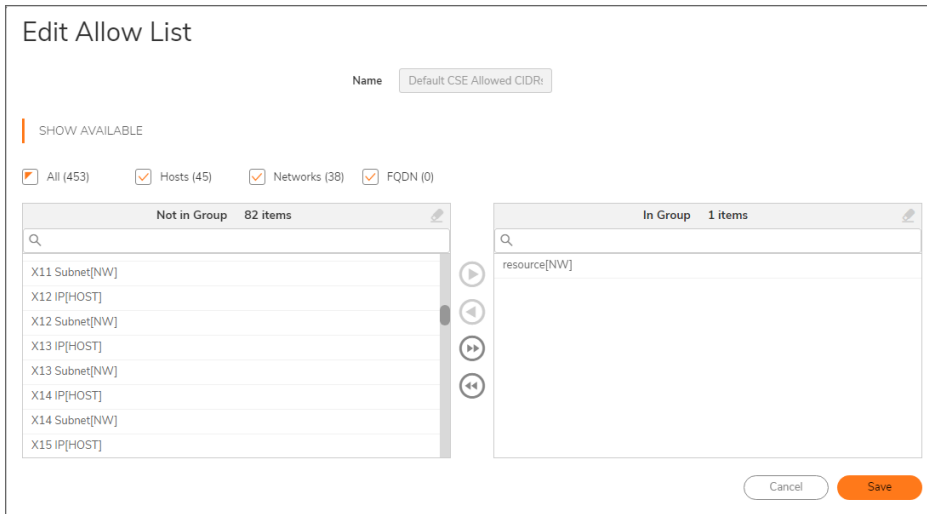 Edit Allow List
Name Default CSE Allowed CIDRs
SHOW AVAILABLE
All (453) Hosts (45) Networks (38) FQDN (0)
Not in Group 82 items
In Group 1 items
X11 Subnet[NW]
X12 IP[HOST]
X12 Subnet[NW]
X13 IP[HOST]
X13 Subnet[NW]
X14 IP[HOST]
X14 Subnet[NW]
X15 IP[HOST]
resource[NW]
Cancel Save